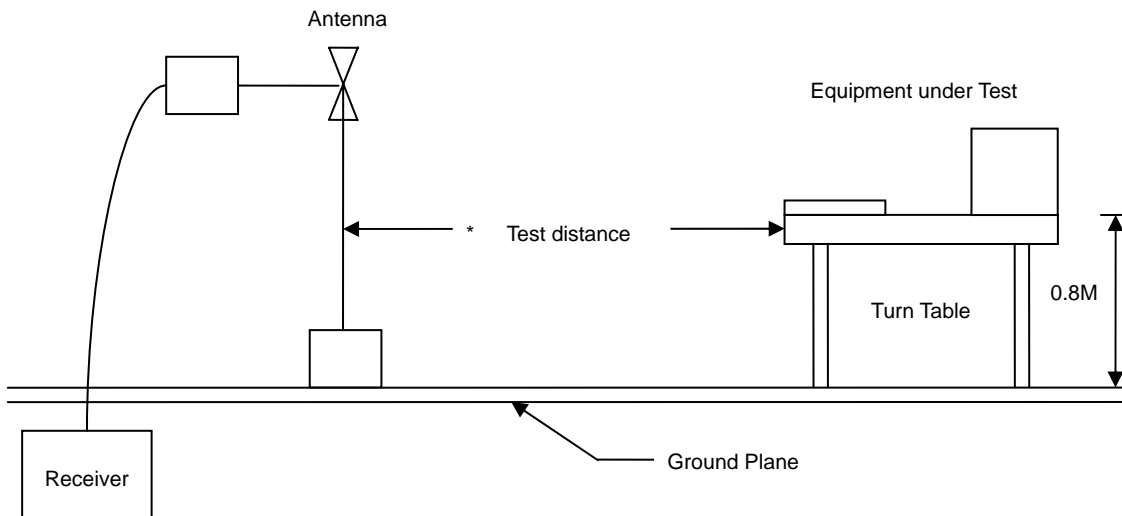 Antenna
Equipment under Test
* Test distance
0.8M
Turn Table
Ground Plane
Receiver